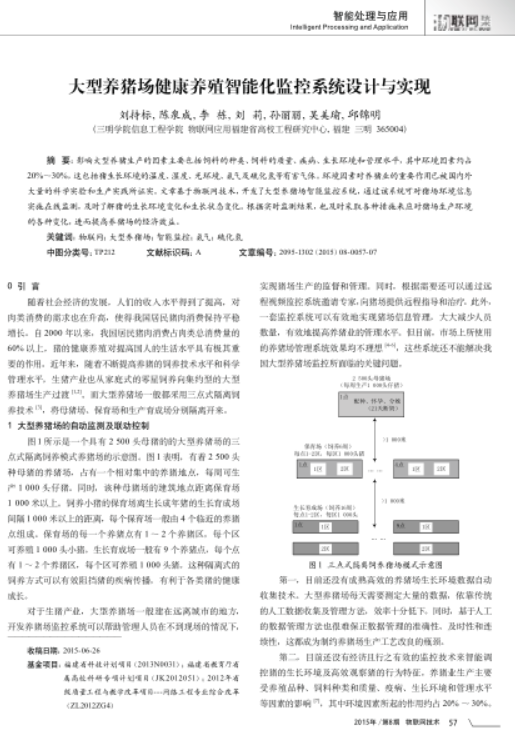 智能处理与应用
Intelligent Processing and Application
物联网技术
大型养猪场健康养殖智能化监控系统设计与实现
刘持标，陈泉成，李 栋，刘 莉，孙丽丽，吴美瑜，邱锦明
（三明学院信息工程学院 物联网应用福建省高校工程研究中心，福建 三明 365004）
摘 要：影响大型养猪生产的因素主要包括饲料的种类、饲料的质量、疾病、生长环境和管理水平，其中环境因素约占
20%～30%。这包括猪生长环境的温度、湿度、光环境、氨气及硫化氢等有害气体。环境因素对养猪业的重要作用已被国内外
大量的科学实验和生产实践所证实。文章基于物联网技术，开发了大型养猪场智能监控系统，通过该系统可对猪场环境信息
实施在线监测，及时了解猪的生长环境变化和生长状态变化。根据实时监测结果，也及时采取各种措施来应对猪场生产环境
的各种变化，进而提高养猪场的经济效益。
关键词：物联网；大型养猪场；智能监控；氨气；硫化氢
中图分类号：TP212 文献标识码：A 文章编号：2095-1302（2015）08-0057-07
0 引 言
随着社会经济的发展，人们的收入水平得到了提高，对
肉类消费的需求也在升高，使得我国居民猪肉消费保持平稳
增长。自 2000 年以来，我国居民猪肉消费占肉类总消费量的
60% 以上，猪的健康养殖对提高国人的生活水平具有极其重
要的作用。近年来，随着不断提高养猪的饲养技术水平和科学
管理水平，生猪产业也从家庭式的零星饲养向集约型的大型
养猪场生产过渡 [1,2]。而大型养猪场一般都采用三点式隔离饲
养技术 [3]，将母猪场、保育场和生产育成场分别隔离开来。
1 大型养猪场的自动监测及联动控制
图 1 所示是一个具有 2 500 头母猪的的大型养猪场的三
点式隔离饲养模式养猪场的示意图。图 1 表明，有着 2 500 头
种母猪的养猪场，占有一个相对集中的养猪地点，每周可生
产 1 000 头仔猪。同时，该种母猪场的建筑地点距离保育场
1 000 米以上。饲养小猪的保育场离生长成年猪的生长育成场
间隔 1 000 米以上的距离，每个保育场一般由 4 个临近的养猪
点组成。保育场的每一个养猪点有 1 ～ 2 个养猪区，每个区
可养殖 1 000 头小猪。生长育成场一般有 9 个养猪点，每个点
有 1 ～ 2 个养猪区，每个区可养殖 1 000 头猪。这种隔离式的
饲养方式可以有效阻挡猪的疾病传播，有利于各类猪的健康
成长。
对于生猪产业，大型养猪场一般建在远离城市的地方，
开发养猪场监控系统可以帮助管理人员在不到现场的情况下，
收稿日期：2015-06-26
基金项目：福建省科技计划项目（2013N0031）；福建省教育厅省
属高校科研专项计划项目（JK2012051）；2012年省
级质量工程与教学改革项目---网络工程专业综合改革
（ZL2012ZG4）
实现猪场生产的监督和管理。同时，根据需要还可以通过远
程视频监控系统邀请专家，向猪场提供远程指导和治疗。此外，
一套监控系统可以有效地实现猪场信息管理，大大减少人员
数量，有效地提高养猪业的管理水平。但目前，市场上所使用
的养猪场管理系统效果均不理想 [4-6]，这些系统还不能解决我
国大型养猪场监控所面临的关键问题。
2 500头母猪场
（每周生产1 000头仔猪）
1点
配种、怀孕、分娩
（21天断奶）
>1 000米
保育场（饲养6周）
每点1-2区，每区1 000头猪
1点 1区 2区 …… 4点 1区 2区
>1 000米
生长育成场（饲养16周）
每点1-2区，每区1 000头
1点 1区 9点 1区
2区 2区
图 1 三点式隔离饲养猪场模式示意图
第一，目前还没有成熟高效的养猪场生长环境数据自动
收集技术。大型养猪场每天需要测定大量的数据，依靠传统
的人工数据收集及管理方法，效率十分低下。同时，基于人工
的数据管理方法也很难保证数据管理的准确性、及时性和连
续性，这都成为制约养猪场生产工艺改良的瓶颈。
第二，目前还没有经济且行之有效的监控技术来智能调
控猪的生长环境及高效观察猪的行为特征。养猪业生产主要
受养殖品种、饲料种类和质量、疫病、生长环境和管理水平
等因素的影响 [7]，其中环境因素所起的作用约占 20% ～ 30%。
2015年 /第8期 物联网技术 57